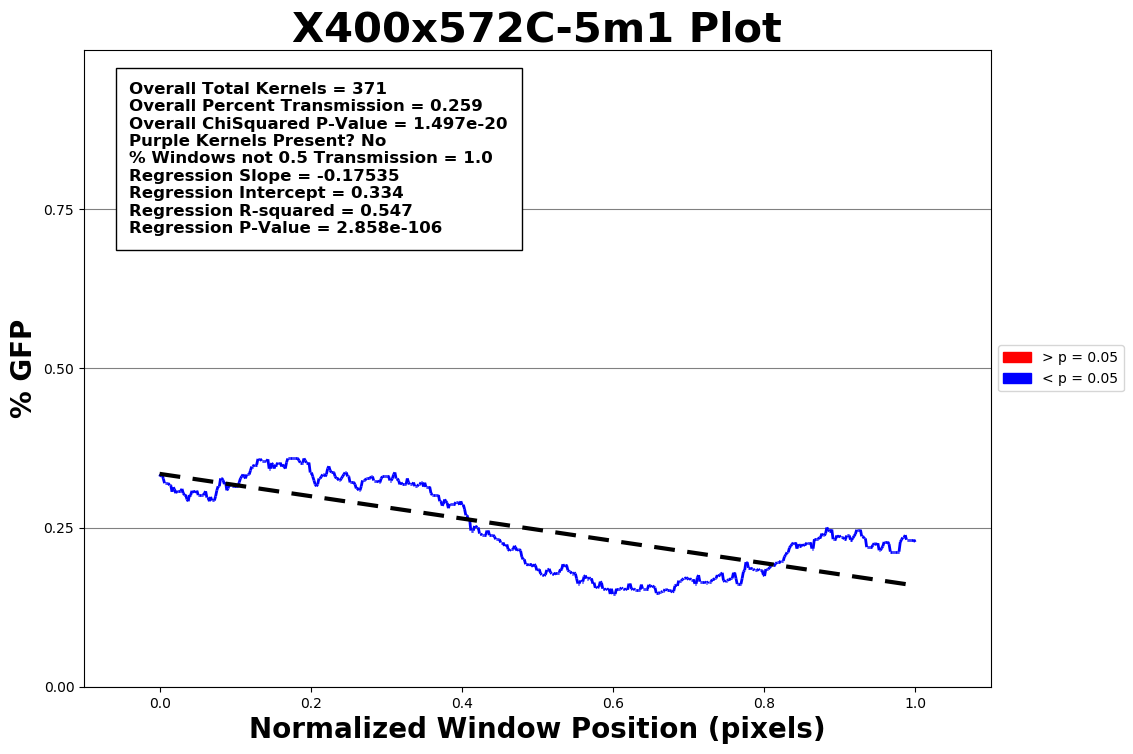 X400x572C-5m1 Plot
Overall Total Kernels = 371
Overall Percent Transmission = 0.259
Overall ChiSquared P-Value = 1.497e-20
Purple Kernels Present? No
% Windows not 0.5 Transmission = 1.0
Regression Slope = -0.17535
Regression Intercept = 0.334
Regression R-squared = 0.547
Regression P-Value = 2.858e-106
% GFP
0.75
0.50
0.25
0.00
> p = 0.05
< p = 0.05
0.0 0.2 0.4 0.6 0.8 1.0
Normalized Window Position (pixels)